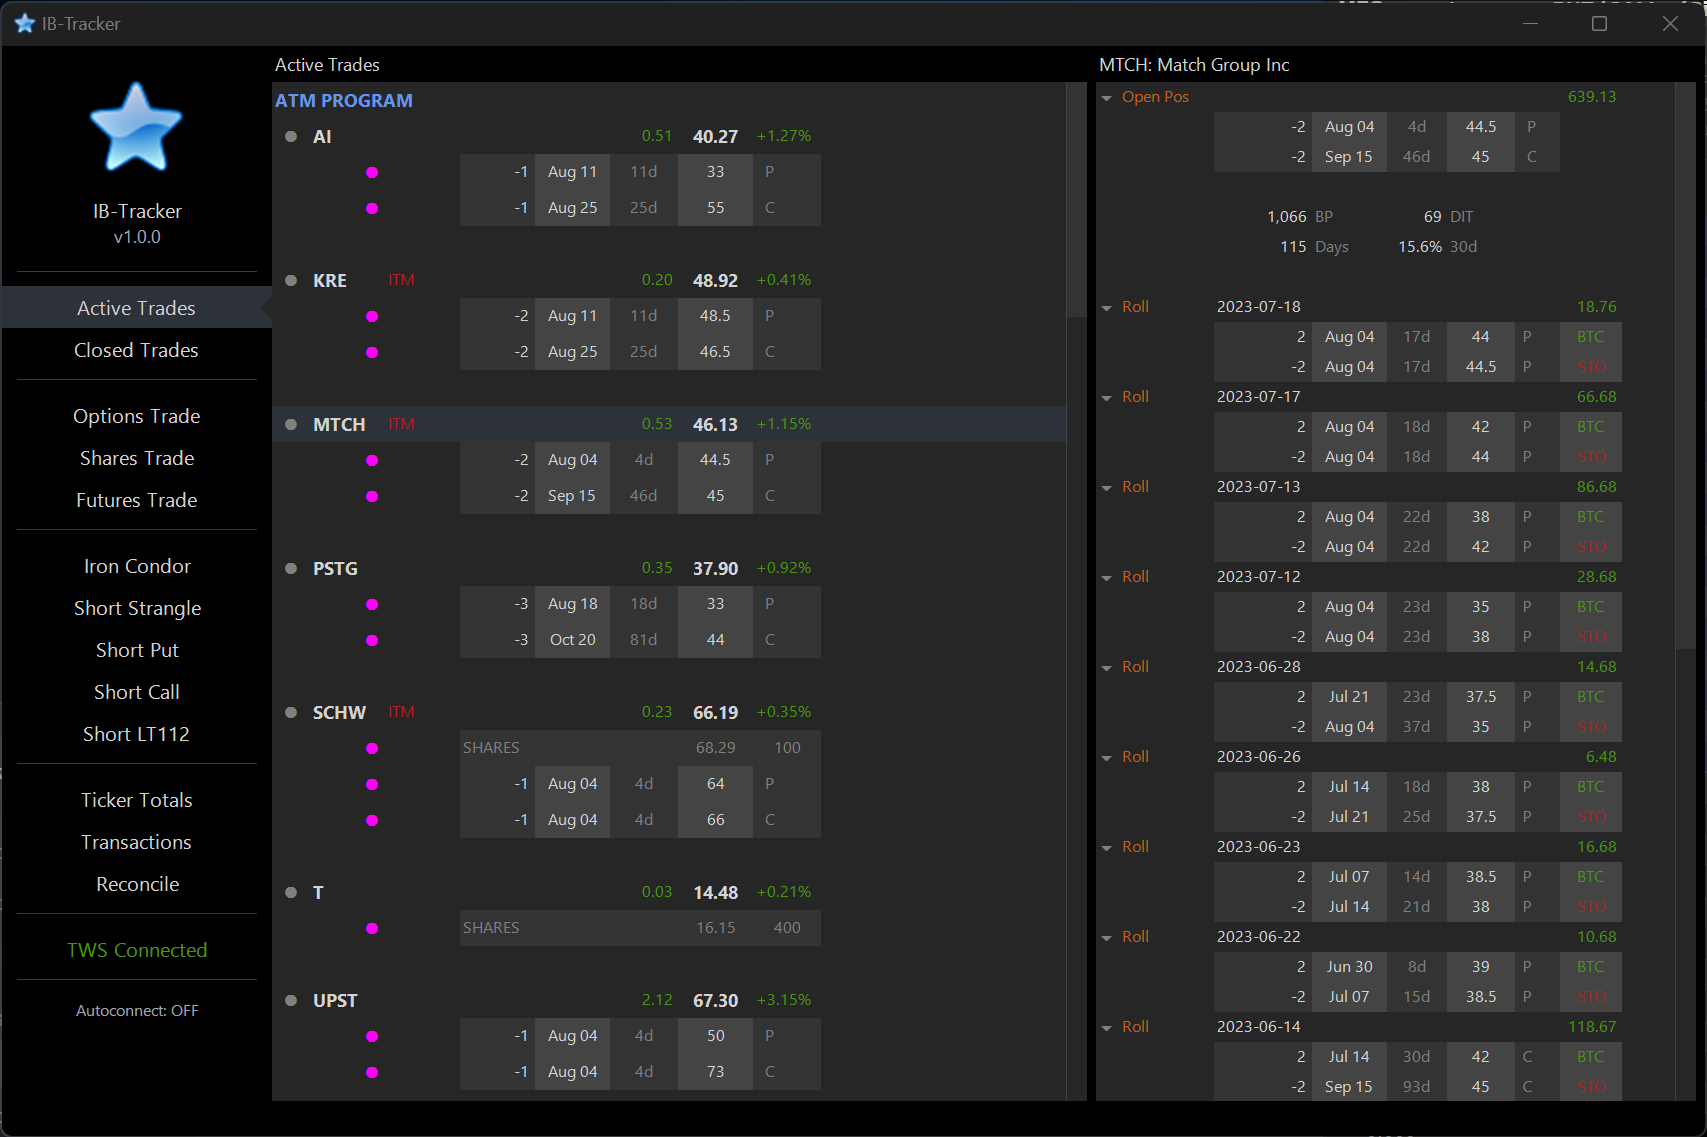 IB-Tracker
IB-Tracker
v1.0.0
Active Trades
Closed Trades
Options Trade
Shares Trade
Futures Trade
Iron Condor
Short Strangle
Short Put
Short Call
Short LT112
Ticker Totals
Transactions
Reconcile
TWS Connected
Autoconnect: OFF
Active Trades
ATM PROGRAM
AI 0.51 40.27 +1.27%
-1 Aug 11 11d 33 P
-1 Aug 25 25d 55 C
KRE ITM 0.20 48.92 +0.41%
-2 Aug 11 11d 48.5 P
-2 Aug 25 25d 46.5 C
MTCH ITM 0.53 46.13 +1.15%
-2 Aug 04 4d 44.5 P
-2 Sep 15 46d 45 C
PSTG 0.35 37.90 +0.92%
-3 Aug 18 18d 33 P
-3 Oct 20 81d 44 C
SCHW ITM 0.23 66.19 +0.35%
SHARES 68.29 100
-1 Aug 04 4d 64 P
-1 Aug 04 4d 66 C
T 0.03 14.48 +0.21%
SHARES 16.15 400
UPST 2.12 67.30 +3.15%
-1 Aug 04 4d 50 P
-1 Aug 04 4d 73 C
MTCH: Match Group Inc
Open Pos 639.13
-2 Aug 04 4d 44.5 P
-2 Sep 15 46d 45 C
1,066 BP 69 DIT
115 Days 15.6% 30d
Roll 2023-07-18 18.76
2 Aug 04 17d 44 P BTC
-2 Aug 04 17d 44.5 P STO
Roll 2023-07-17 66.68
2 Aug 04 18d 42 P BTC
-2 Aug 04 18d 44 P STO
Roll 2023-07-13 86.68
2 Aug 04 22d 38 P BTC
-2 Aug 04 22d 42 P STO
Roll 2023-07-12 28.68
2 Aug 04 23d 35 P BTC
-2 Aug 04 23d 38 P STO
Roll 2023-06-28 14.68
2 Jul 21 23d 37.5 P BTC
-2 Aug 04 37d 35 P STO
Roll 2023-06-26 6.48
2 Jul 14 18d 38 P BTC
-2 Jul 21 25d 37.5 P STO
Roll 2023-06-23 16.68
2 Jul 07 14d 38.5 P BTC
-2 Jul 14 21d 38 P STO
Roll 2023-06-22 10.68
2 Jun 30 8d 39 P BTC
-2 Jul 07 15d 38.5 P STO
Roll 2023-06-14 118.67
2 Jul 14 30d 42 C BTC
-2 Sep 15 93d 45 C STO